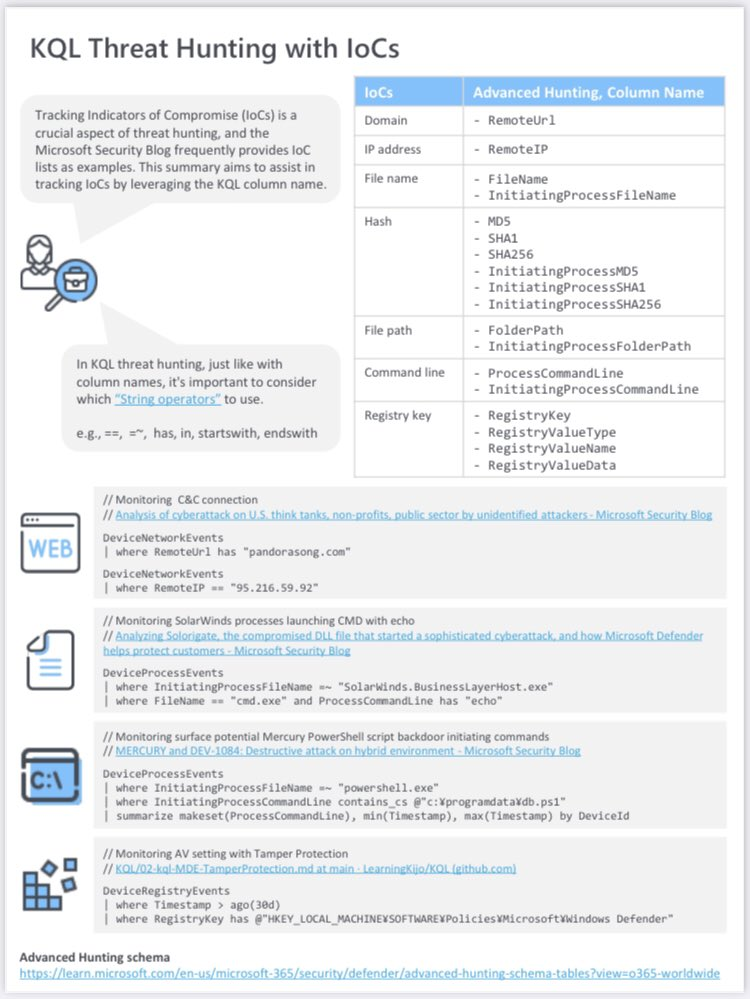 KQL Threat Hunting with IoCs
Tracking Indicators of Compromise (IoCs) is a
crucial aspect of threat hunting, and the
Microsoft Security Blog frequently provides IoC
lists as examples. This summary aims to assist in
tracking IoCs by leveraging the KQL column name.
In KQL threat hunting, just like with
column names, it's important to consider
which "String operators" to use.
e.g., ==, =~, has, in, startswith, endswith
IoCs Advanced Hunting, Column Name
Domain - RemoteUrl
IP address - RemoteIP
File name - FileName
- InitiatingProcessFileName
Hash - MD5
- SHA1
- SHA256
- InitiatingProcessMD5
- InitiatingProcessSHA1
- InitiatingProcessSHA256
File path - FolderPath
- InitiatingProcessFolderPath
Command line - ProcessCommandLine
- InitiatingProcessCommandLine
Registry key - RegistryKey
- RegistryValueType
- RegistryValueName
- RegistryValueData
WEB
// Monitoring C&C connection
// Analysis of cyberattack on U.S. think tanks, non-profits, public sector by unidentified attackers - Microsoft Security Blog
DeviceNetworkEvents
| where RemoteUrl has "pandorasong.com"
DeviceNetworkEvents
| where RemoteIP == "95.216.59.92"
// Monitoring SolarWinds processes launching CMD with echo
// Analyzing Solorigate, the compromised DLL file that started a sophisticated cyberattack, and how Microsoft Defender
helps protect customers - Microsoft Security Blog
DeviceProcessEvents
| where InitiatingProcessFileName =~ "SolarWinds.BusinessLayerHost.exe"
| where FileName == "cmd.exe" and ProcessCommandLine has "echo"
C:\
// Monitoring surface potential Mercury PowerShell script backdoor initiating commands
// MERCURY and DEV-1084: Destructive attack on hybrid environment - Microsoft Security Blog
DeviceProcessEvents
| where InitiatingProcessFileName =~ "powershell.exe"
| where InitiatingProcessCommandLine contains_cs @"c:¥programdata¥db.ps1"
| summarize makeset(ProcessCommandLine), min(Timestamp), max(Timestamp) by DeviceId
// Monitoring AV setting with Tamper Protection
// KQL/02-kql-MDE-TamperProtection.md at main · LearningKijo/KQL (github.com)
DeviceRegistryEvents
| where Timestamp > ago(30d)
| where RegistryKey has @"HKEY_LOCAL_MACHINE¥SOFTWARE¥Policies¥Microsoft¥Windows Defender"
Advanced Hunting schema
https://learn.microsoft.com/en-us/microsoft-365/security/defender/advanced-hunting-schema-tables?view=o365-worldwide